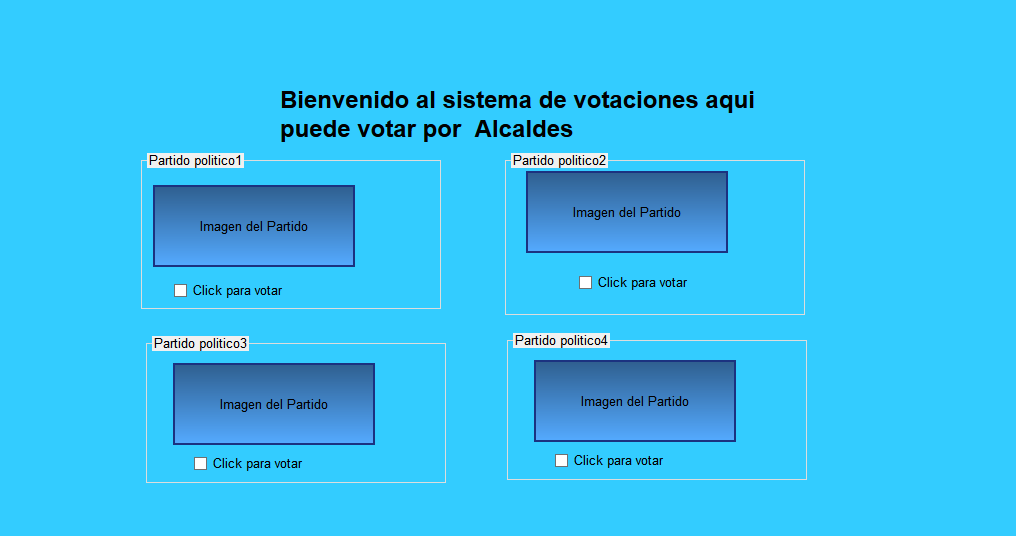 Bienvenido al sistema de votaciones aqui
puede votar por Alcaldes
Partido politico1
Imagen del Partido
Click para votar
Partido politico2
Imagen del Partido
Click para votar
Partido politico3
Imagen del Partido
Click para votar
Partido politico4
Imagen del Partido
Click para votar